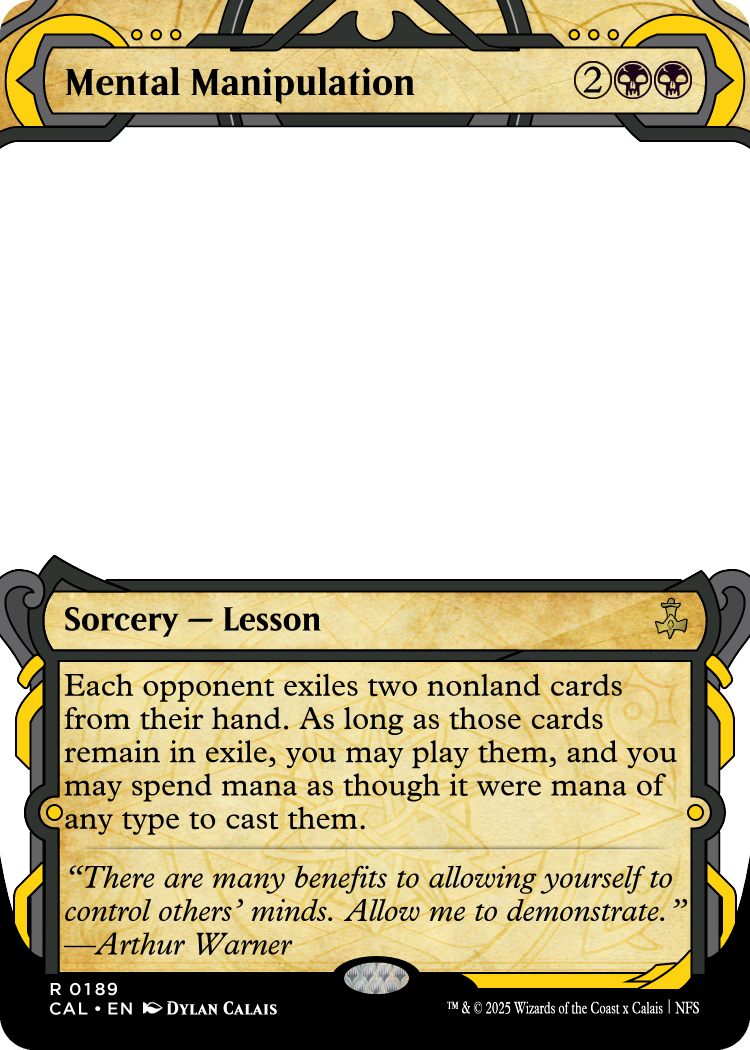 Mental Manipulation 2
Sorcery — Lesson
Each opponent exiles two nonland cards
from their hand. As long as those cards
remain in exile, you may play them, and you
may spend mana as though it were mana of
any type to cast them.
“There are many benefits to allowing yourself to
control others’ minds. Allow me to demonstrate.”
—Arthur Warner
R 0189
CAL • EN DYLAN CALAIS
™ & © 2025 Wizards of the Coast x Calais | NFS